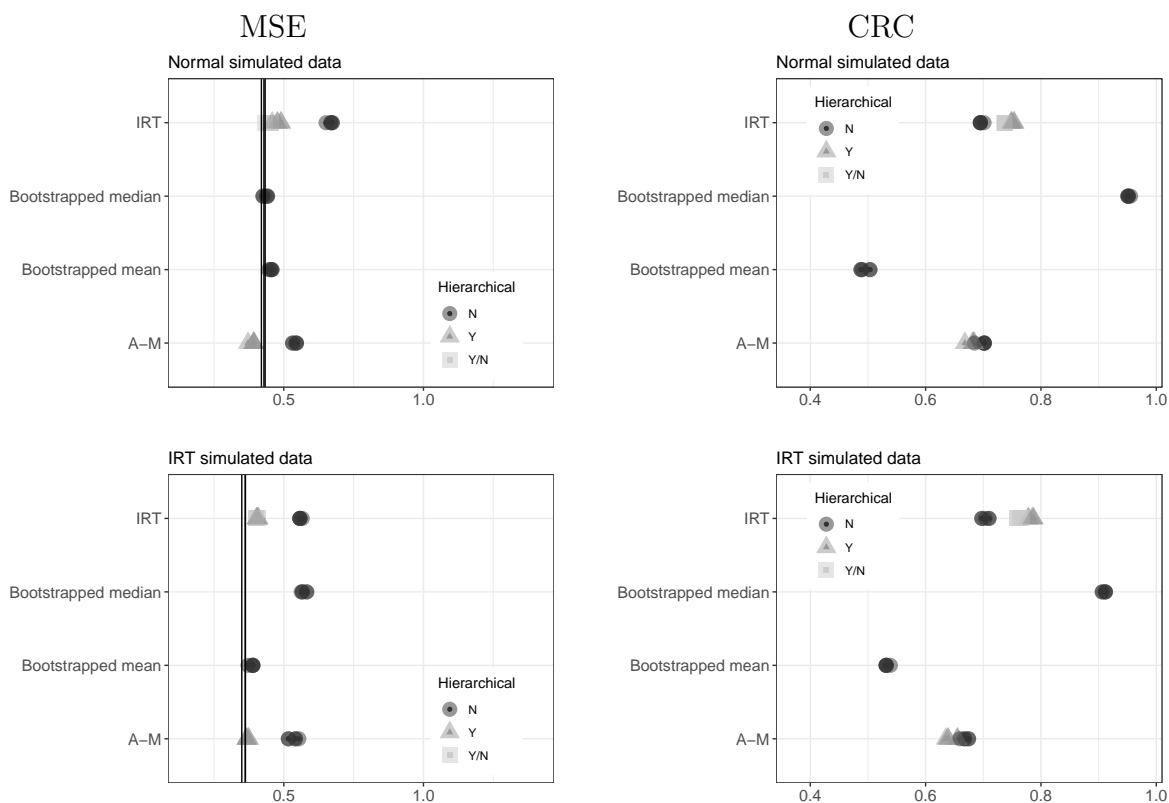 MSE
CRC
Normal simulated data
IRT
Bootstrapped median
Bootstrapped mean
A−M
Hierarchical
N
Y
Y/N
0.5
1.0
Normal simulated data
IRT
Bootstrapped median
Bootstrapped mean
A−M
Hierarchical
N
Y
Y/N
0.4
0.6
0.8
1.0
IRT simulated data
IRT
Bootstrapped median
Bootstrapped mean
A−M
Hierarchical
N
Y
Y/N
0.5
1.0
IRT simulated data
IRT
Bootstrapped median
Bootstrapped mean
A−M
Hierarchical
N
Y
Y/N
0.4
0.6
0.8
1.0